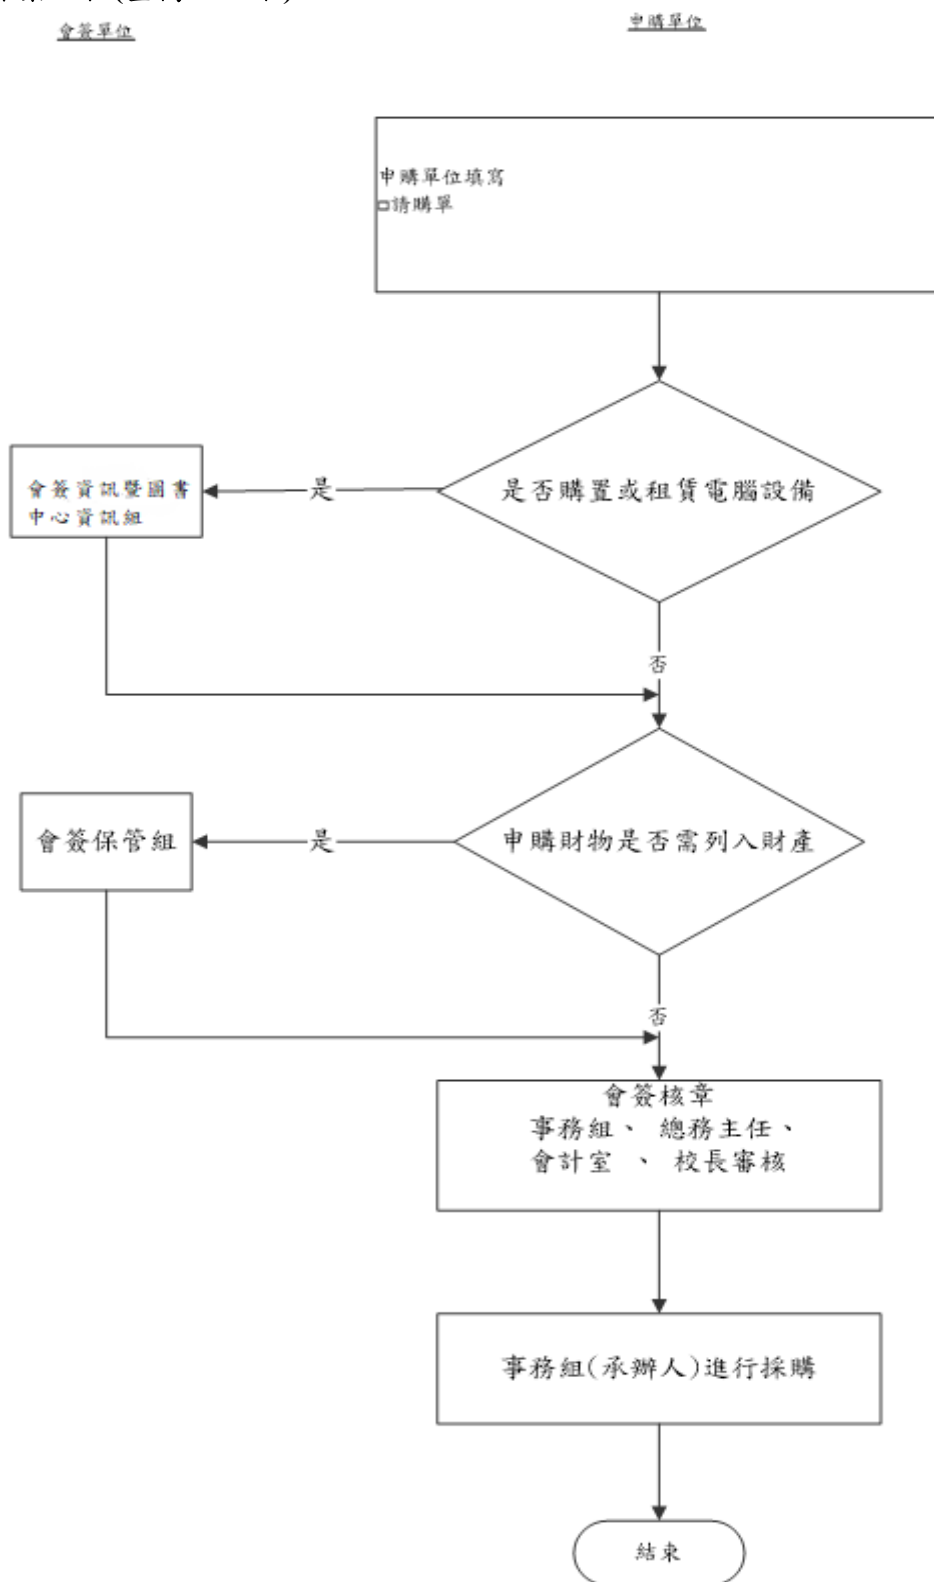 會簽單位
申購單位
申購單位填寫
□請購單
是否購置或租賃電腦設備
是
會簽資訊暨圖書
中心資訊組
否
申購財物是否需列入財產
是
會簽保管組
否
會簽核章
事務組、 總務主任、
會計室 、 校長審核
事務組(承辦人)進行採購
結束